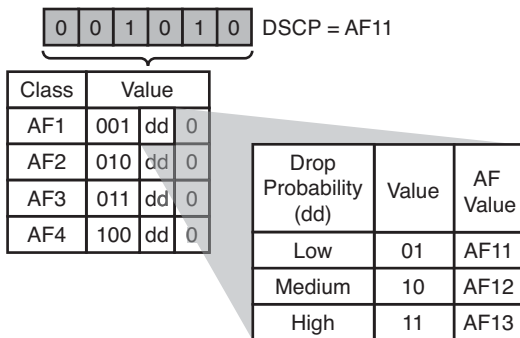 0 0 1 0 1 0 DSCP = AF11
Class Value
AF1 001 dd 0
AF2 010 dd 0
AF3 011 dd 0
AF4 100 dd 0
Drop Probability (dd) Value AF Value
Low 01 AF11
Medium 10 AF12
High 11 AF13